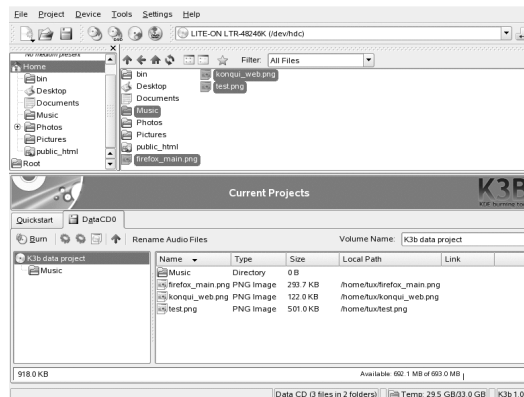 File Project Device Tools Settings Help
LITE-ON LTR-48246K (/dev/hdc)
No medium present
Home
bin
Desktop
Documents
Music
Photos
Pictures
public_html
Root
Filter: All Files
bin
Desktop
Documents
Music
Photos
Pictures
public_html
firefox_main.png
konqui_web.png
test.png
Current Projects
K3B
Quickstart DataCD0
Burn Rename Audio Files Volume Name: K3b data project
K3b data project
Music
Name Type Size Local Path Link
Music Directory 0 B
firefox_main.png PNG Image 293.7 KB /home/tux/firefox_main.png
konqui_web.png PNG Image 122.0 KB /home/tux/konqui_web.png
test.png PNG Image 501.0 KB /home/tux/test.png
918.0 KB Available: 692.1 MB of 693.0 MB
Data CD (3 files in 2 folders) Temp: 29.5 GB/33.0 GB K3b 1.0